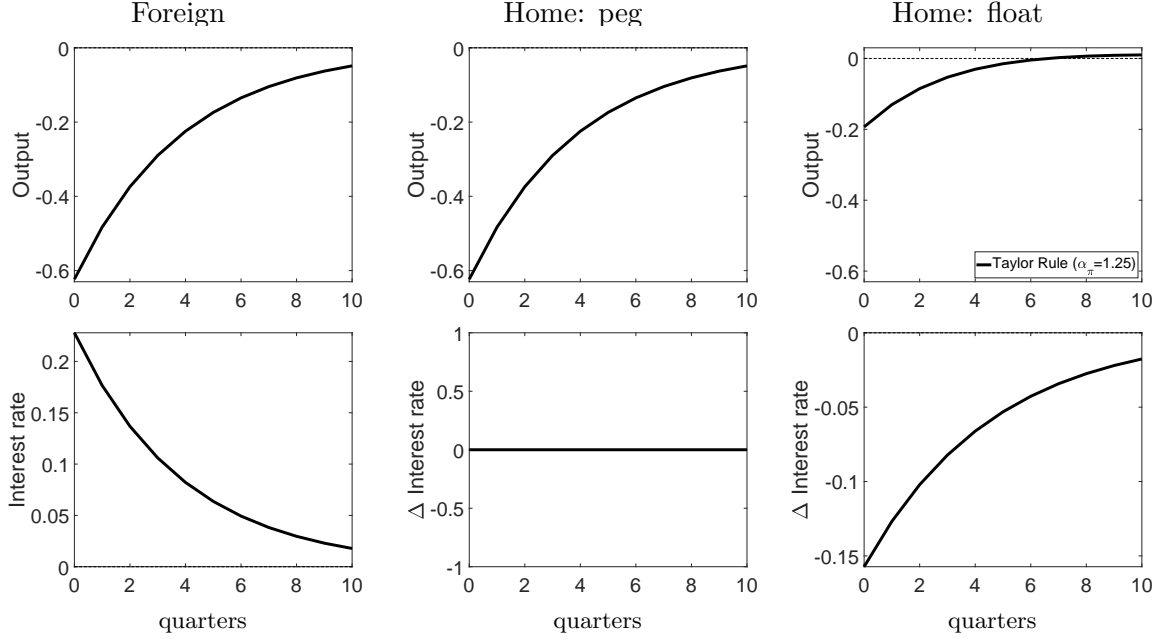 Foreign
Home: peg
Home: float
Output
0
-0.2
-0.4
-0.6
0 2 4 6 8 10
Output
0
-0.2
-0.4
-0.6
0 2 4 6 8 10
Output
0
-0.2
-0.4
-0.6
Taylor Rule (α_π=1.25)
0 2 4 6 8 10
Interest rate
0.2
0.15
0.1
0.05
0
0 2 4 6 8 10
quarters
Δ Interest rate
1
0.5
0
-0.5
-1
0 2 4 6 8 10
quarters
Δ Interest rate
0
-0.05
-0.1
-0.15
0 2 4 6 8 10
quarters